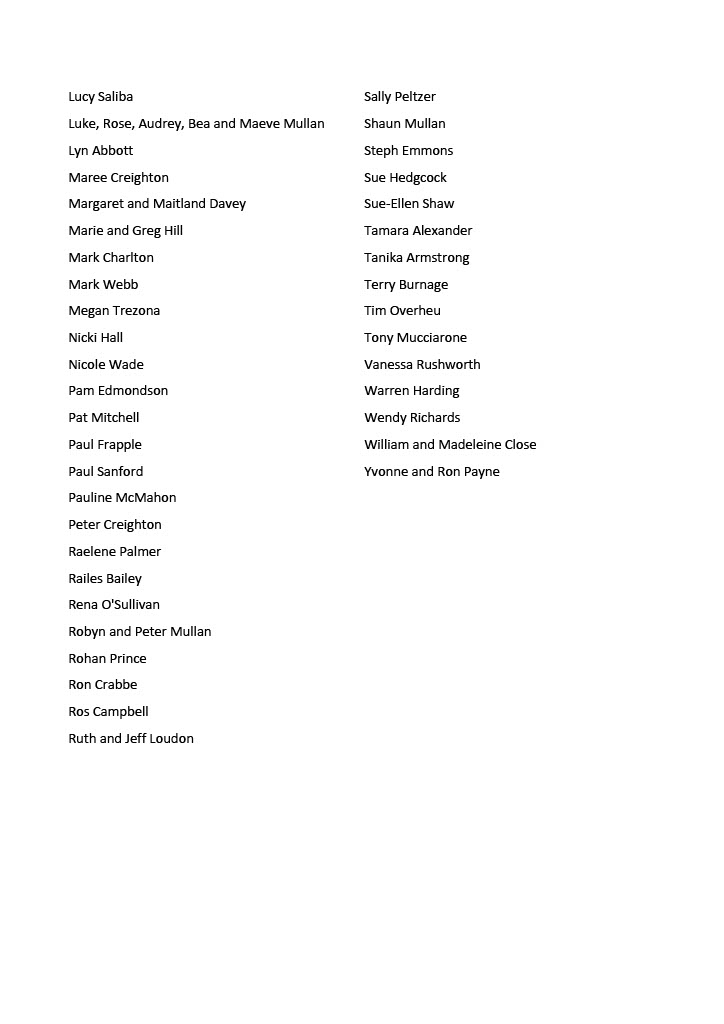 Lucy Saliba
Luke, Rose, Audrey, Bea and Maeve Mullan
Lyn Abbott
Maree Creighton
Margaret and Maitland Davey
Marie and Greg Hill
Mark Charlton
Mark Webb
Megan Trezona
Nicki Hall
Nicole Wade
Pam Edmondson
Pat Mitchell
Paul Frapple
Paul Sanford
Pauline McMahon
Peter Creighton
Raelene Palmer
Railes Bailey
Rena O'Sullivan
Robyn and Peter Mullan
Rohan Prince
Ron Crabbe
Ros Campbell
Ruth and Jeff Loudon
Sally Peltzer
Shaun Mullan
Steph Emmons
Sue Hedgcock
Sue-Ellen Shaw
Tamara Alexander
Tanika Armstrong
Terry Burnage
Tim Overheu
Tony Mucciarone
Vanessa Rushworth
Warren Harding
Wendy Richards
William and Madeleine Close
Yvonne and Ron Payne